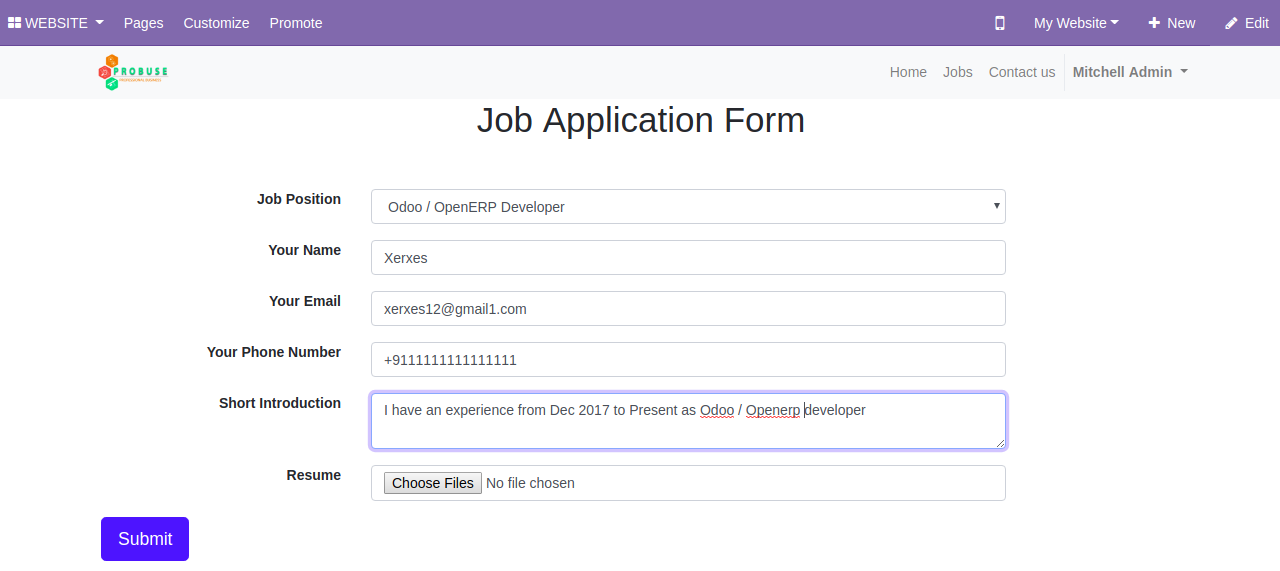 WEBSITE Pages Customize Promote My Website New Edit
PROBUSE Home Jobs Contact us Mitchell Admin
Job Application Form
Job Position Odoo / OpenERP Developer
Your Name Xerxes
Your Email xerxes12@gmail1.com
Your Phone Number +9111111111111111
Short Introduction I have an experience from Dec 2017 to Present as Odoo / Openerp developer
Resume Choose Files No file chosen
Submit